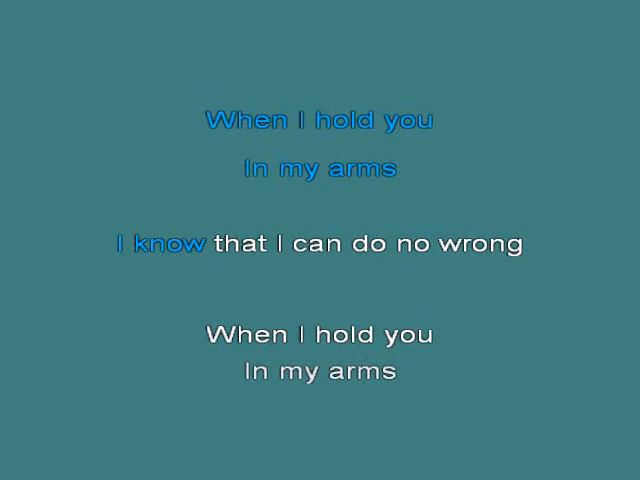 When I hold you
In my arms
I know that I can do no wrong
When I hold you
In my arms